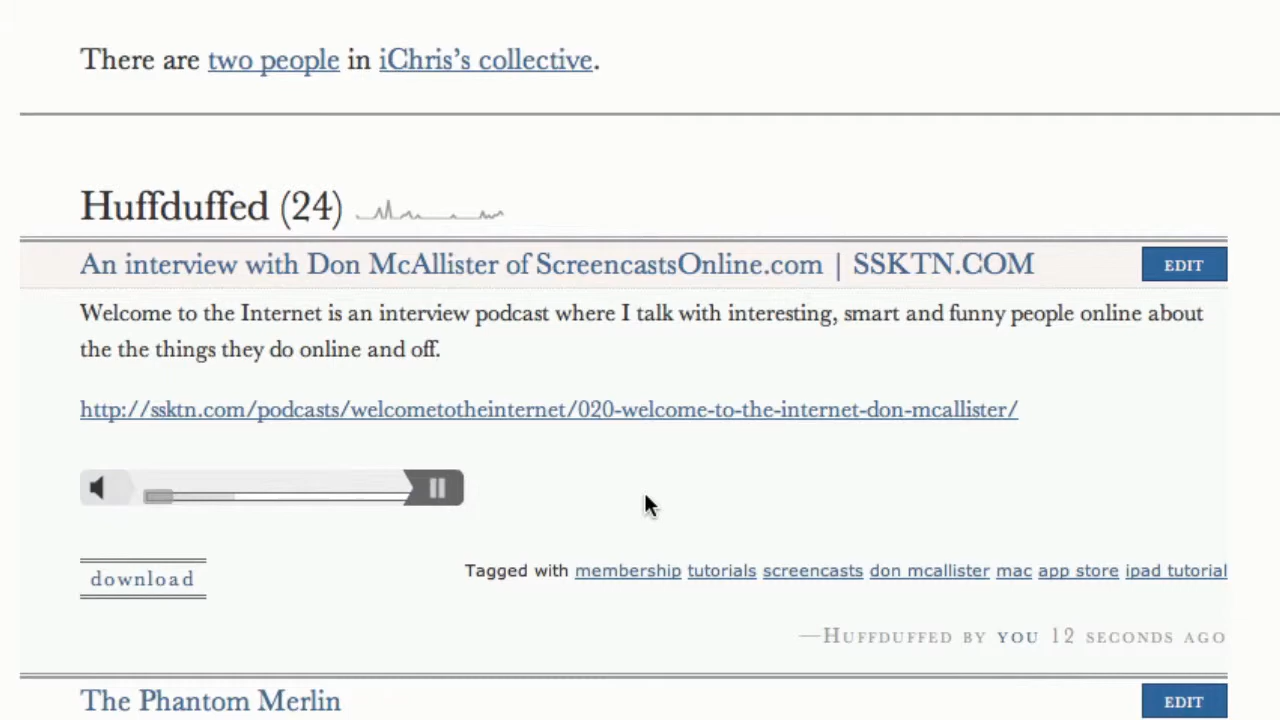 There are two people in iChris’s collective.
Huffduffed (24)
An interview with Don McAllister of ScreencastsOnline.com | SSKTN.COM
EDIT
Welcome to the Internet is an interview podcast where I talk with interesting, smart and funny people online about
the the things they do online and off.
http://ssktn.com/podcasts/welcometotheinternet/020-welcome-to-the-internet-don-mcallister/
download
Tagged with membership tutorials screencasts don mcallister mac app store ipad tutorial
—Huffduffed by you 12 seconds ago
The Phantom Merlin
EDIT